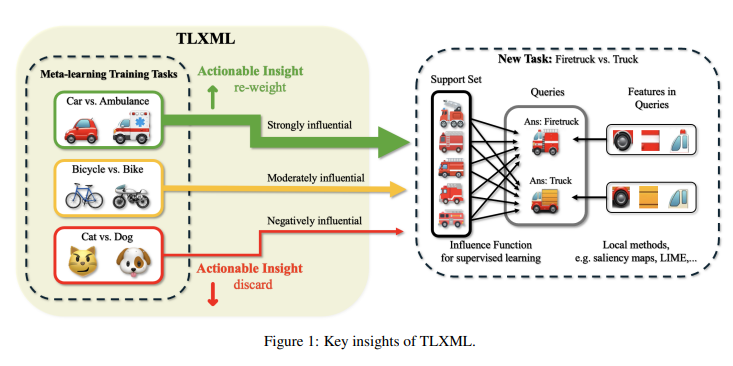 TLXML
Meta-learning Training Tasks
Car vs. Ambulance
Bicycle vs. Bike
Cat vs. Dog
Actionable Insight
re-weight
Strongly influential
Moderately influential
Negatively influential
Actionable Insight
discard
New Task: Firetruck vs. Truck
Support Set
Queries
Features in
Queries
Ans: Firetruck
Ans: Truck
Influence Function
for supervised learning
Local methods,
e.g. saliency maps, LIME,...
Figure 1: Key insights of TLXML.